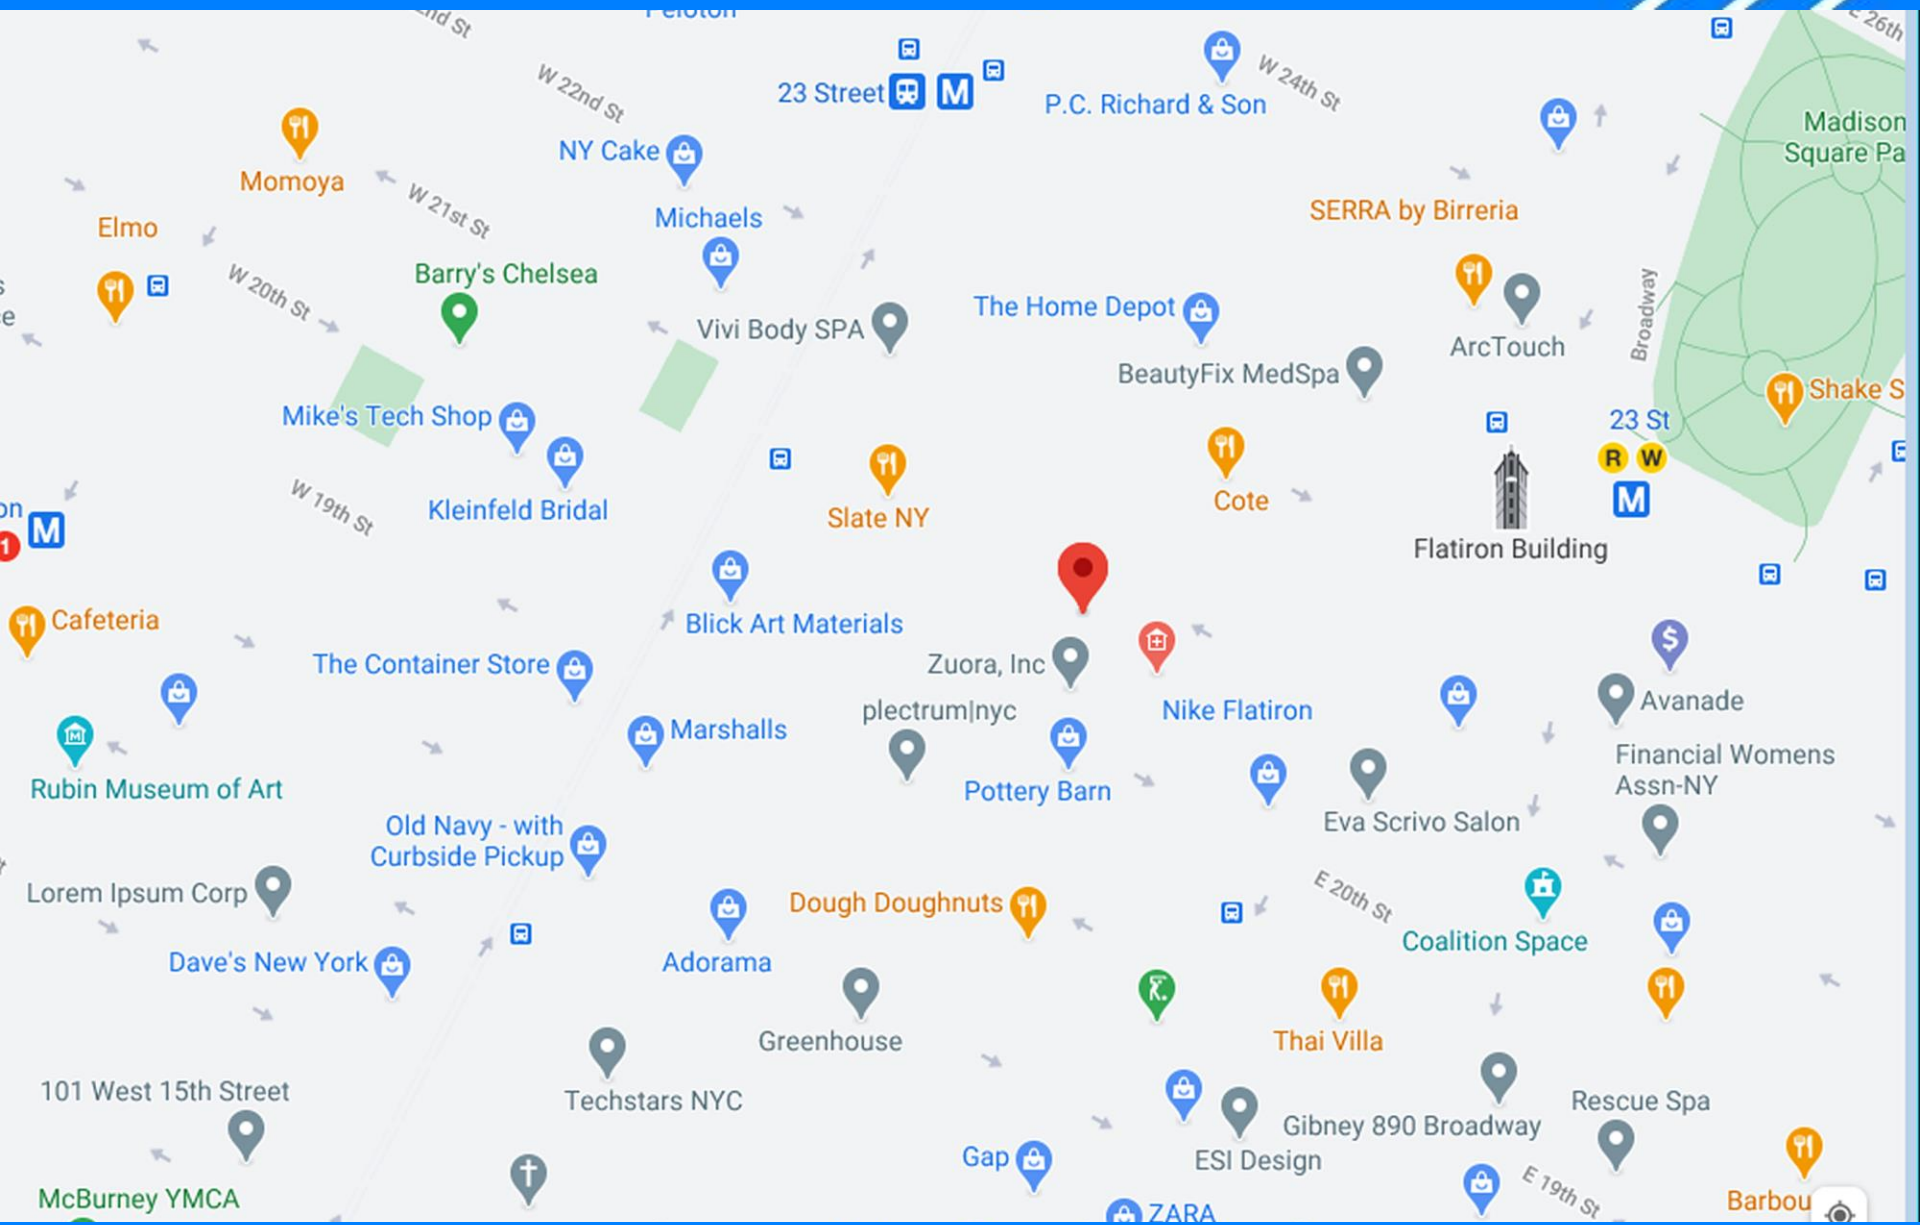 Peloton
W 22nd St
23 Street
M
P.C. Richard & Son
W 24th St
E 26th
Madison
Square Pa
NY Cake
Momoya
W 21st St
Michaels
SERRA by Birreria
Elmo
W 20th St
Barry's Chelsea
Vivi Body SPA
The Home Depot
BeautyFix MedSpa
ArcTouch
Broadway
Shake S
Mike's Tech Shop
23 St
R W
M
Kleinfeld Bridal
W 19th St
Slate NY
Cote
Flatiron Building
on
M
1
Cafeteria
Blick Art Materials
The Container Store
Zuora, Inc
plectrum|nyc
Nike Flatiron
$
Avanade
Marshalls
Rubin Museum of Art
Pottery Barn
Financial Womens
Assn-NY
Eva Scrivo Salon
Old Navy - with
Curbside Pickup
Lorem Ipsum Corp
Dough Doughnuts
E 20th St
Coalition Space
Dave's New York
Adorama
Greenhouse
Thai Villa
101 West 15th Street
Techstars NYC
Gibney 890 Broadway
Rescue Spa
Gap
ESI Design
E 19th St
McBurney YMCA
ZARA
Barbou